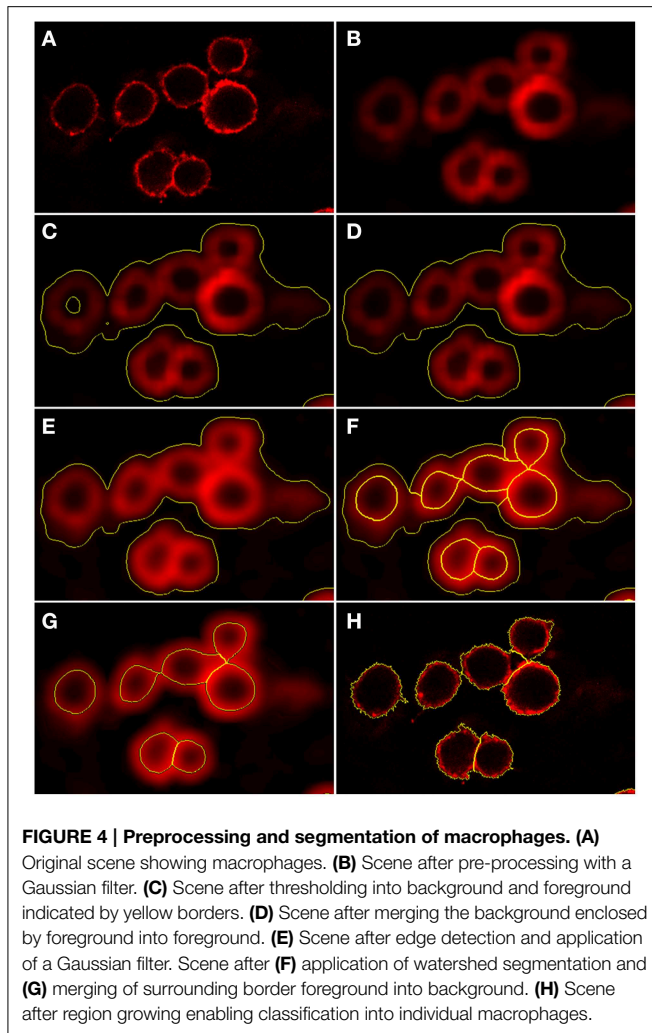 A
B
C
D
E
F
G
H
FIGURE 4 | Preprocessing and segmentation of macrophages. (A)
Original scene showing macrophages. (B) Scene after pre-processing with a
Gaussian filter. (C) Scene after thresholding into background and foreground
indicated by yellow borders. (D) Scene after merging the background enclosed
by foreground into foreground. (E) Scene after edge detection and application
of a Gaussian filter. Scene after (F) application of watershed segmentation and
(G) merging of surrounding border foreground into background. (H) Scene
after region growing enabling classification into individual macrophages.